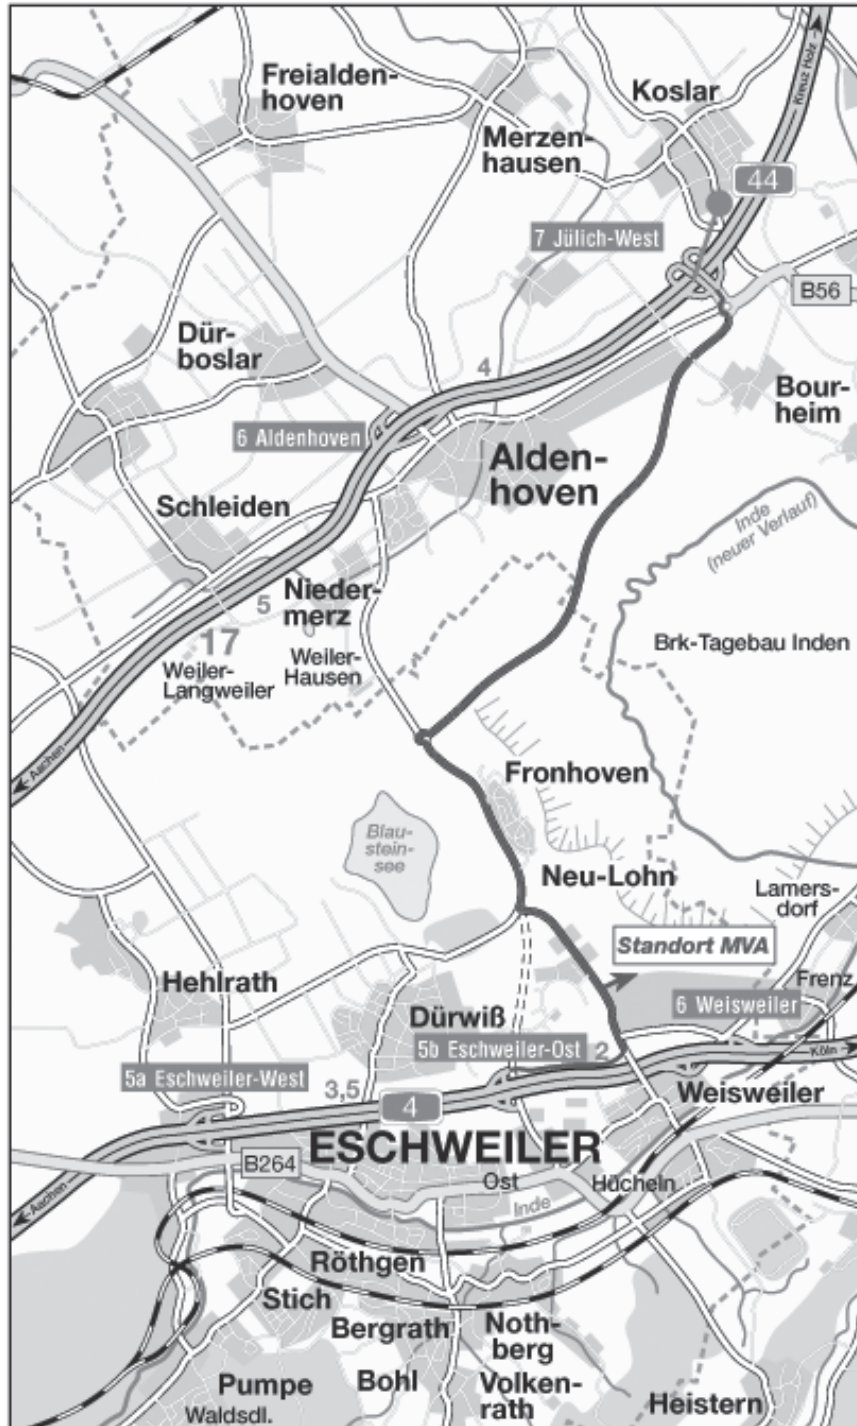 Freialden-
hoven
Koslar
Kreuz Holz
Merzen-
hausen
44
7 Jülich-West
B56
Dür-
boslar
4
Bour-
heim
6 Aldenhoven
Alden-
hoven
Schleiden
Inde
(neuer Verlauf)
Nieder-
merz
5
17
Weiler-
Langweiler
Weiler-
Hausen
Brk-Tagebau Inden
Aachen
Fronhoven
Blau-
stein-
see
Neu-Lohn
Lamers-
dorf
Standort MVA
Hehlrath
Frenz
6 Weisweiler
Dürwiß
5b Eschweiler-Ost
2
Köln
5a Eschweiler-West
3,5
4
Weisweiler
ESCHWEILER
B264
Ost
Hücheln
Aachen
Inde
Röthgen
Stich
Bergrath
Noth-
berg
Pumpe
Bohl
Volken-
rath
Heistern
Waldsdl.